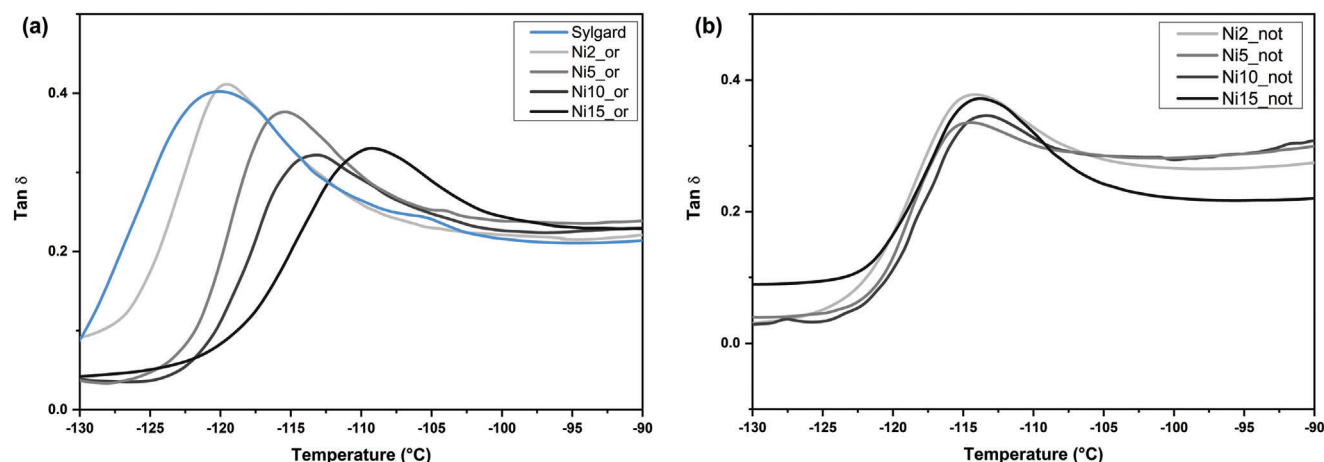 (a)
Tan δ
0.4
0.2
0.0
Sylgard
Ni2_or
Ni5_or
Ni10_or
Ni15_or
-130 -125 -120 -115 -110 -105 -100 -95 -90
Temperature (°C)
(b)
Tan δ
0.4
0.2
0.0
Ni2_not
Ni5_not
Ni10_not
Ni15_not
-130 -125 -120 -115 -110 -105 -100 -95 -90
Temperature (°C)